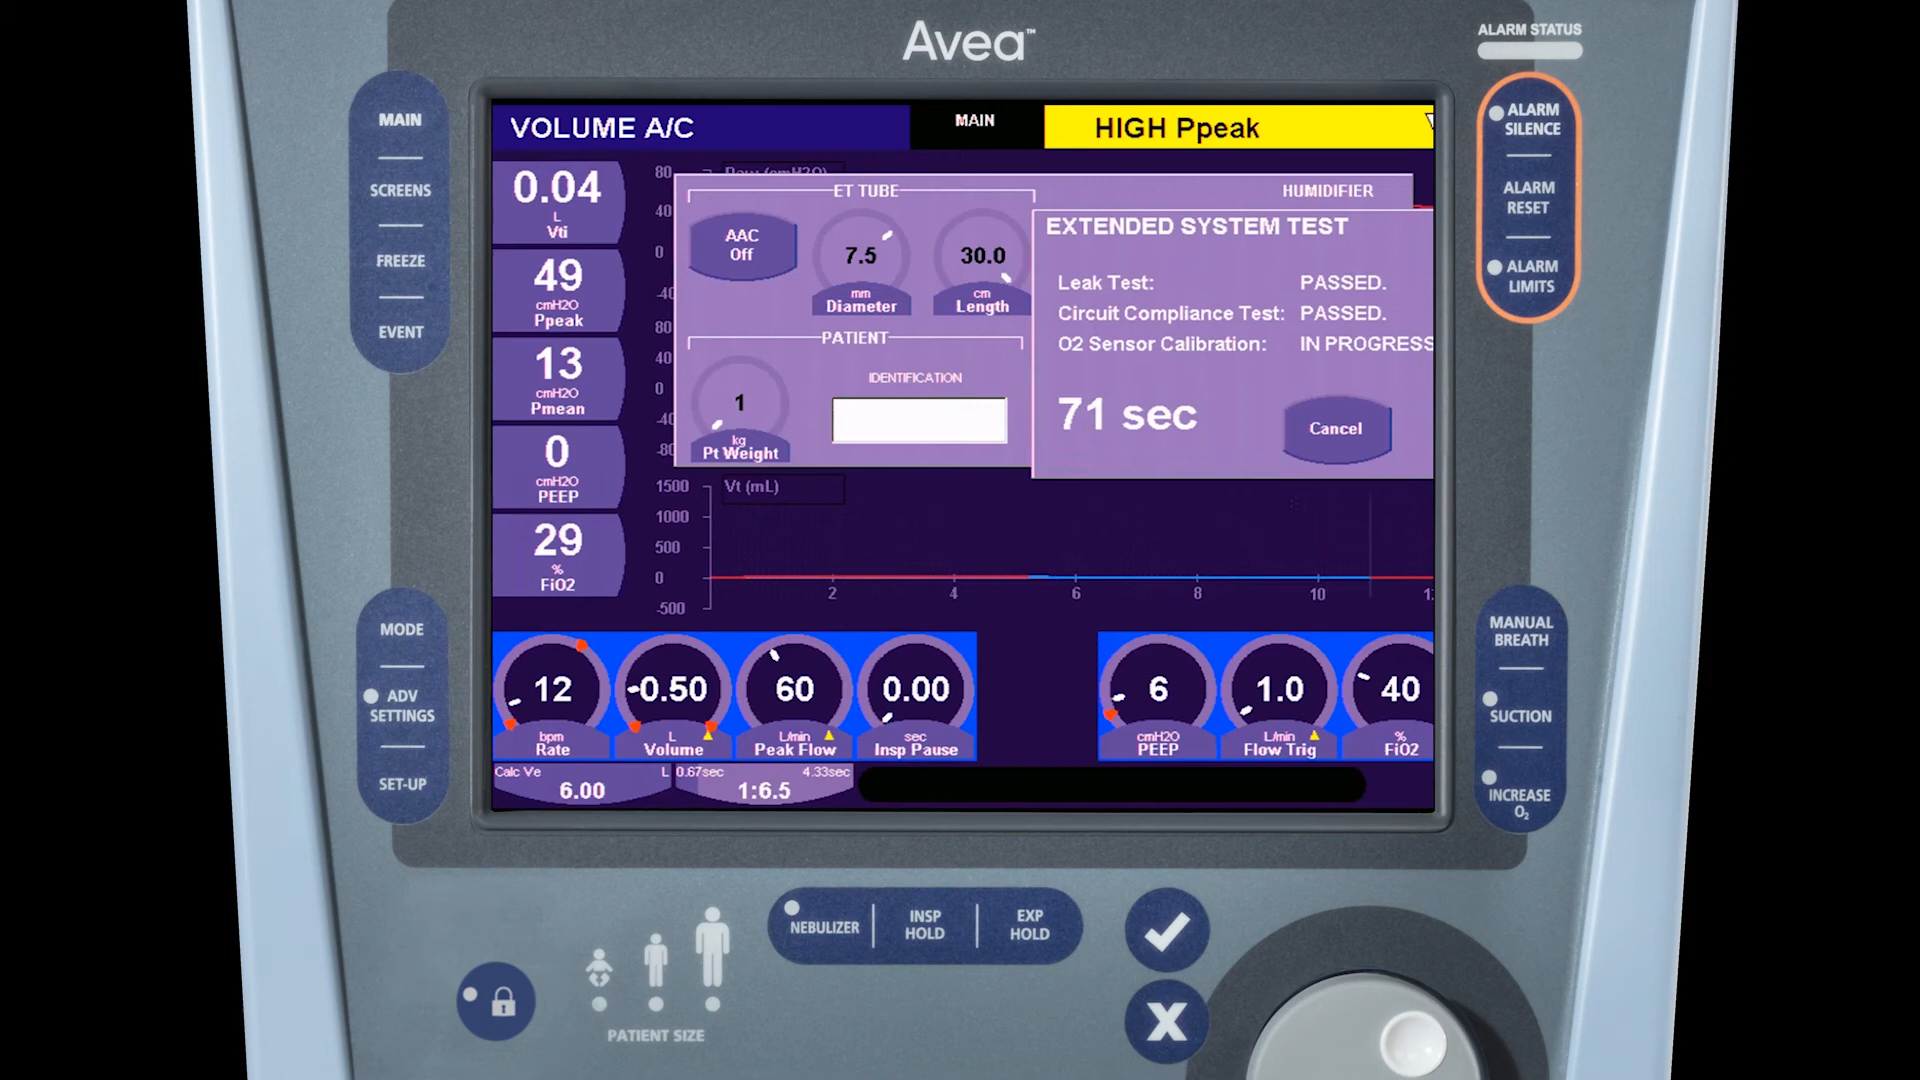 Avea™
ALARM STATUS
MAIN
SCREENS
FREEZE
EVENT
VOLUME A/C
MAIN
HIGH Ppeak
ALARM
SILENCE
ALARM
RESET
ALARM
LIMITS
0.04
L
Vti
49
cmH2O
Ppeak
13
cmH2O
Pmean
0
cmH2O
PEEP
29
%
FiO2
80
40
0
-40
80
40
0
-40
-80
ET TUBE
HUMIDIFIER
AAC
Off
7.5
mm
Diameter
30.0
cm
Length
PATIENT
IDENTIFICATION
1
kg
Pt Weight
EXTENDED SYSTEM TEST
Leak Test: PASSED.
Circuit Compliance Test: PASSED.
O2 Sensor Calibration: IN PROGRESS
71 sec
Cancel
Vt (mL)
1500
1000
500
0
-500
2 4 6 8 10
12
bpm
Rate
0.50
L
Volume
60
L/min
Peak Flow
0.00
sec
Insp Pause
6
cmH2O
PEEP
1.0
L/min
Flow Trig
40
%
FiO2
Calc Ve L
6.00
0.67sec 4.33sec
1:6.5
MODE
ADV
SETTINGS
SET-UP
MANUAL
BREATH
SUCTION
INCREASE
O₂
NEBULIZER
INSP
HOLD
EXP
HOLD
PATIENT SIZE